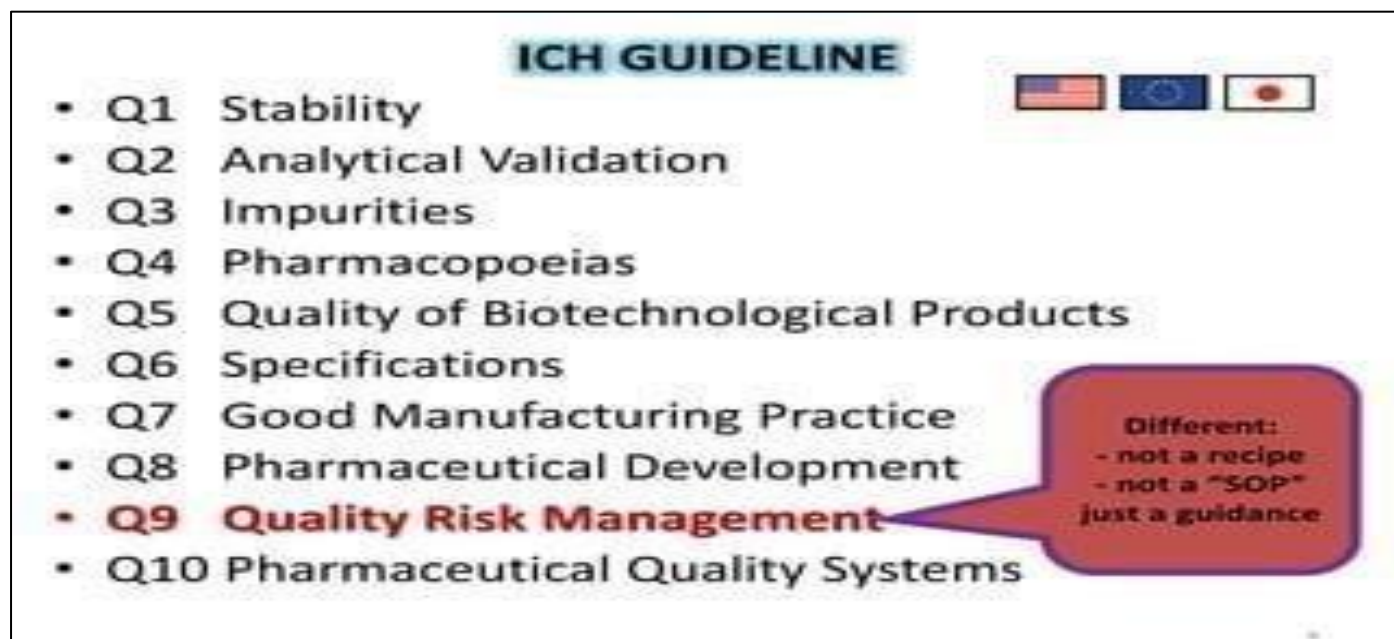 ICH GUIDELINE
• Q1 Stability
• Q2 Analytical Validation
• Q3 Impurities
• Q4 Pharmacopoeias
• Q5 Quality of Biotechnological Products
• Q6 Specifications
• Q7 Good Manufacturing Practice
• Q8 Pharmaceutical Development
• Q9 Quality Risk Management
• Q10 Pharmaceutical Quality Systems
Different:
- not a recipe
- not a "SOP"
just a guidance